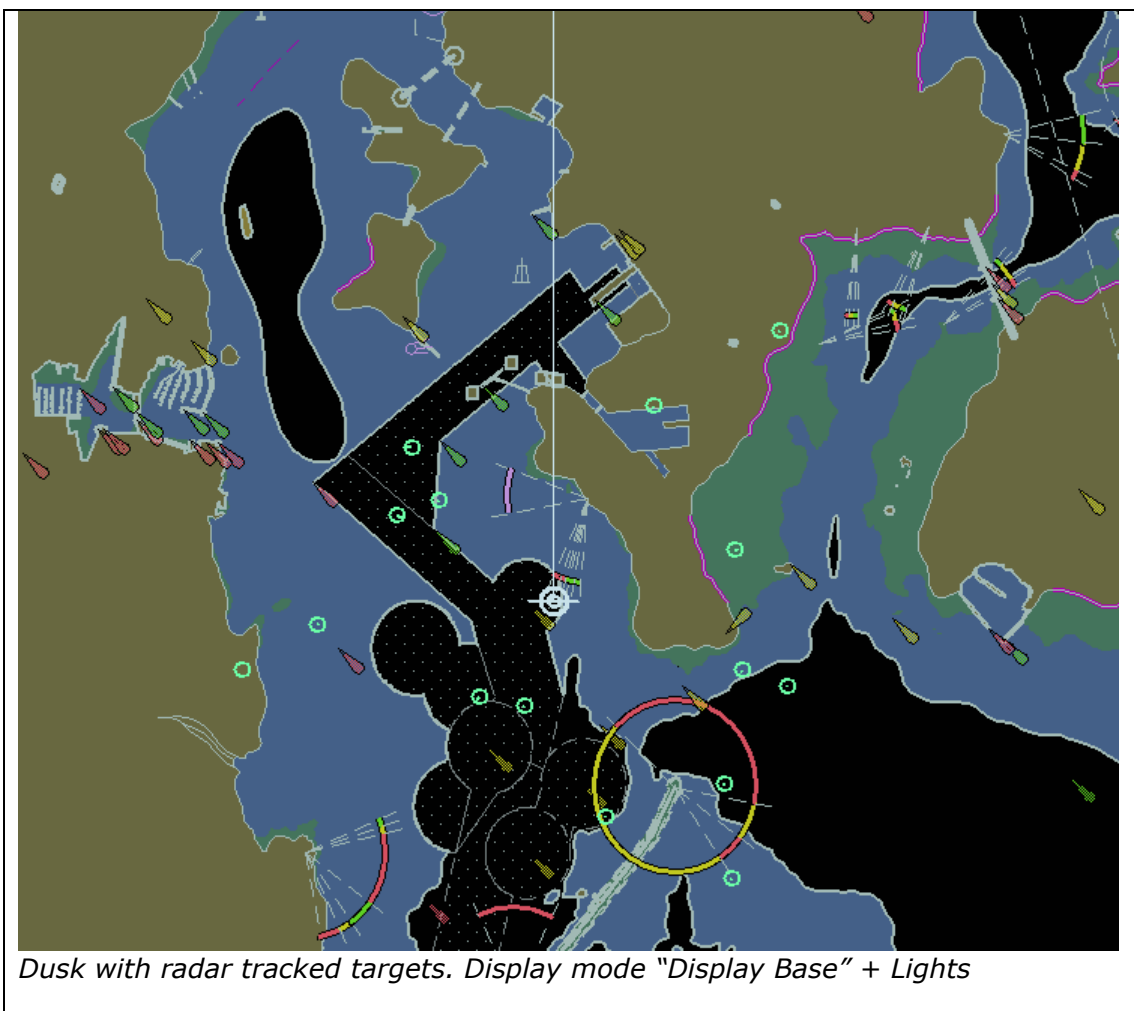 Dusk with radar tracked targets. Display mode “Display Base” + Lights